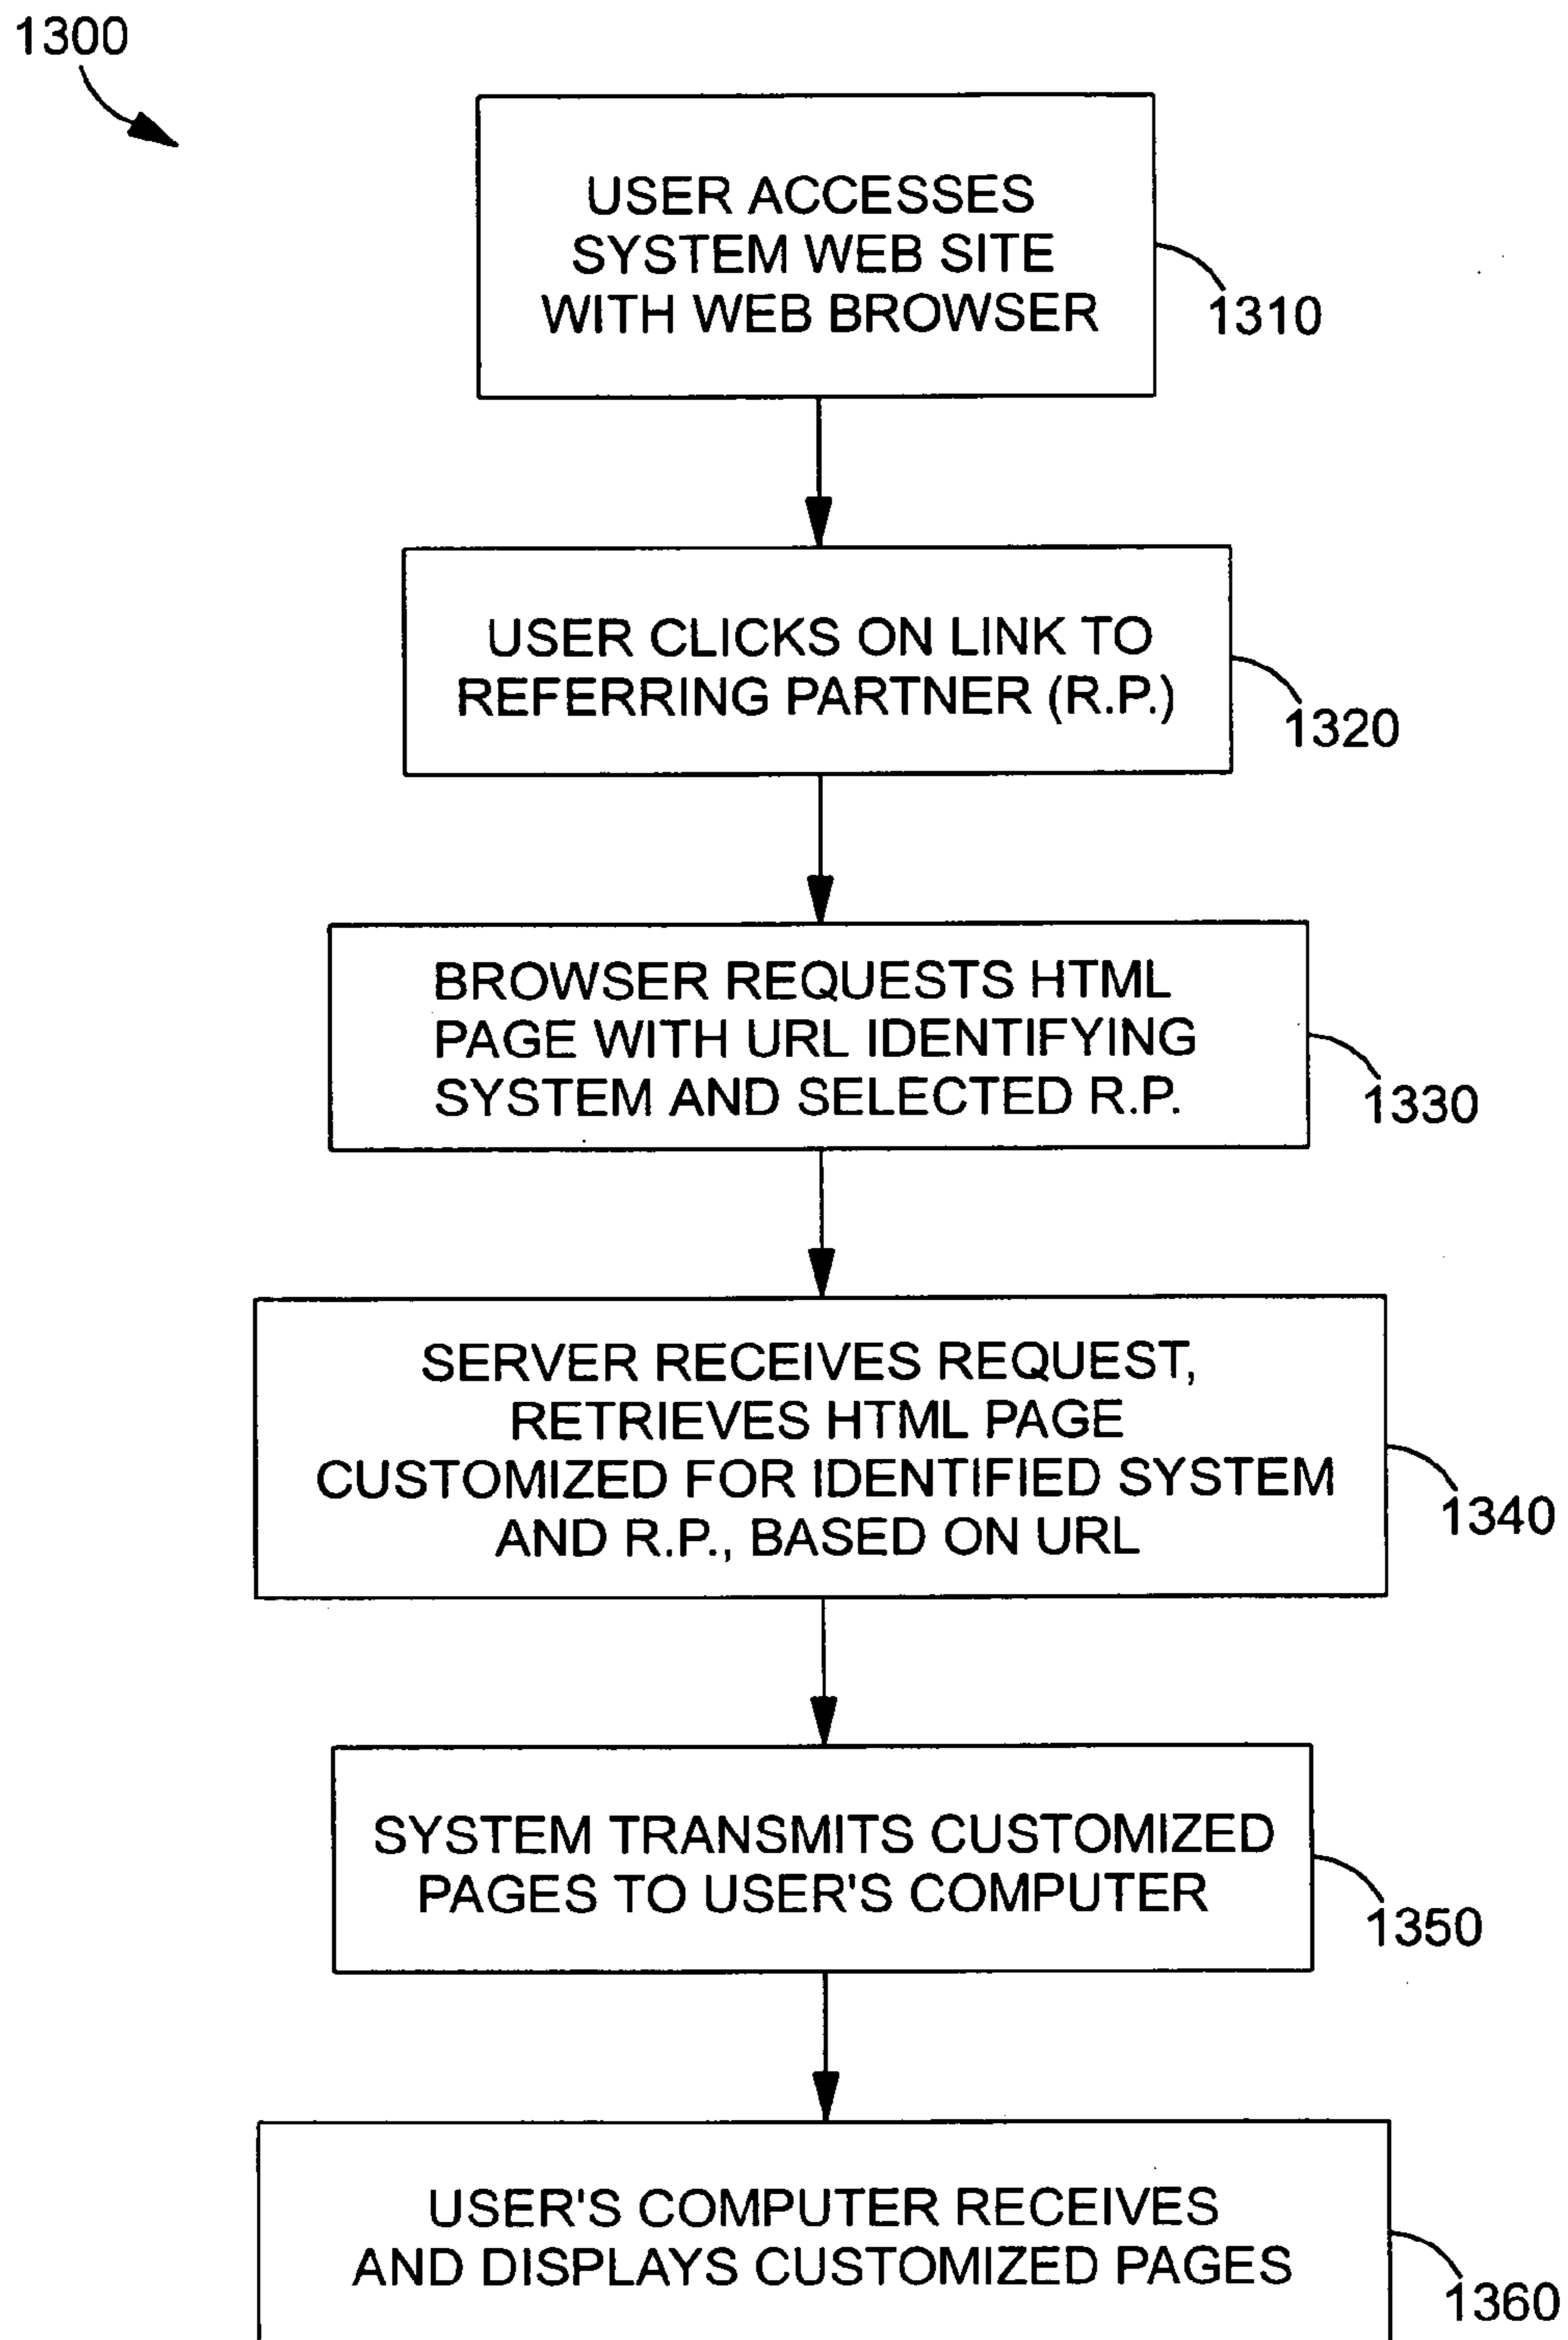 1300
USER ACCESSES
SYSTEM WEB SITE
WITH WEB BROWSER
1310
USER CLICKS ON LINK TO
REFERRING PARTNER (R.P.)
1320
BROWSER REQUESTS HTML
PAGE WITH URL IDENTIFYING
SYSTEM AND SELECTED R.P.
1330
SERVER RECEIVES REQUEST,
RETRIEVES HTML PAGE
CUSTOMIZED FOR IDENTIFIED SYSTEM
AND R.P., BASED ON URL
1340
SYSTEM TRANSMITS CUSTOMIZED
PAGES TO USER'S COMPUTER
1350
USER'S COMPUTER RECEIVES
AND DISPLAYS CUSTOMIZED PAGES
1360